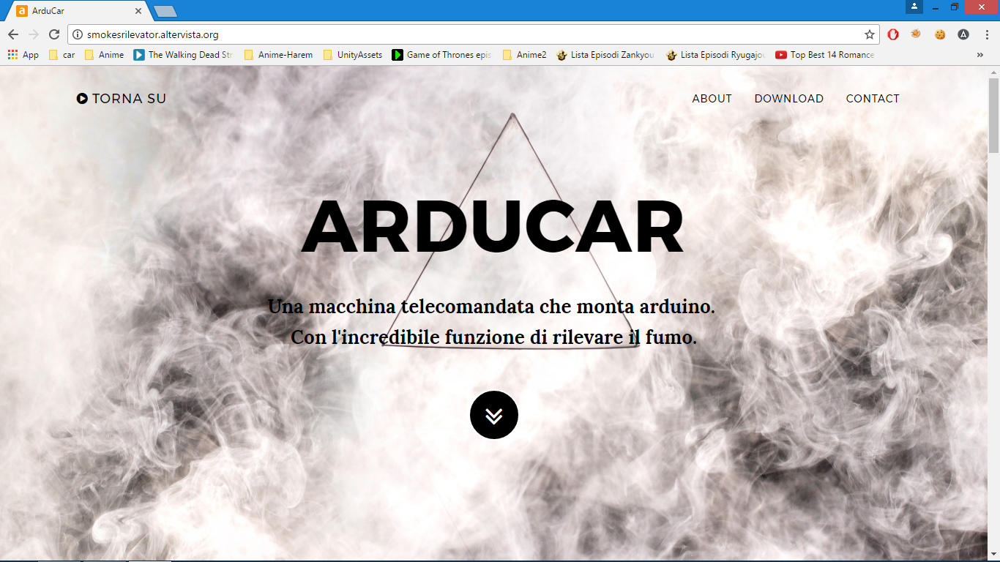 ArduCar
smokesrilevator.altervista.org
App car Anime The Walking Dead Str Anime-Harem UnityAssets Game of Thrones epis Anime2 Lista Episodi Zankyou Lista Episodi Ryugajou Top Best 14 Romance
TORNA SU ABOUT DOWNLOAD CONTACT
ARDUCAR
Una macchina telecomandata che monta arduino.
Con l'incredibile funzione di rilevare il fumo.